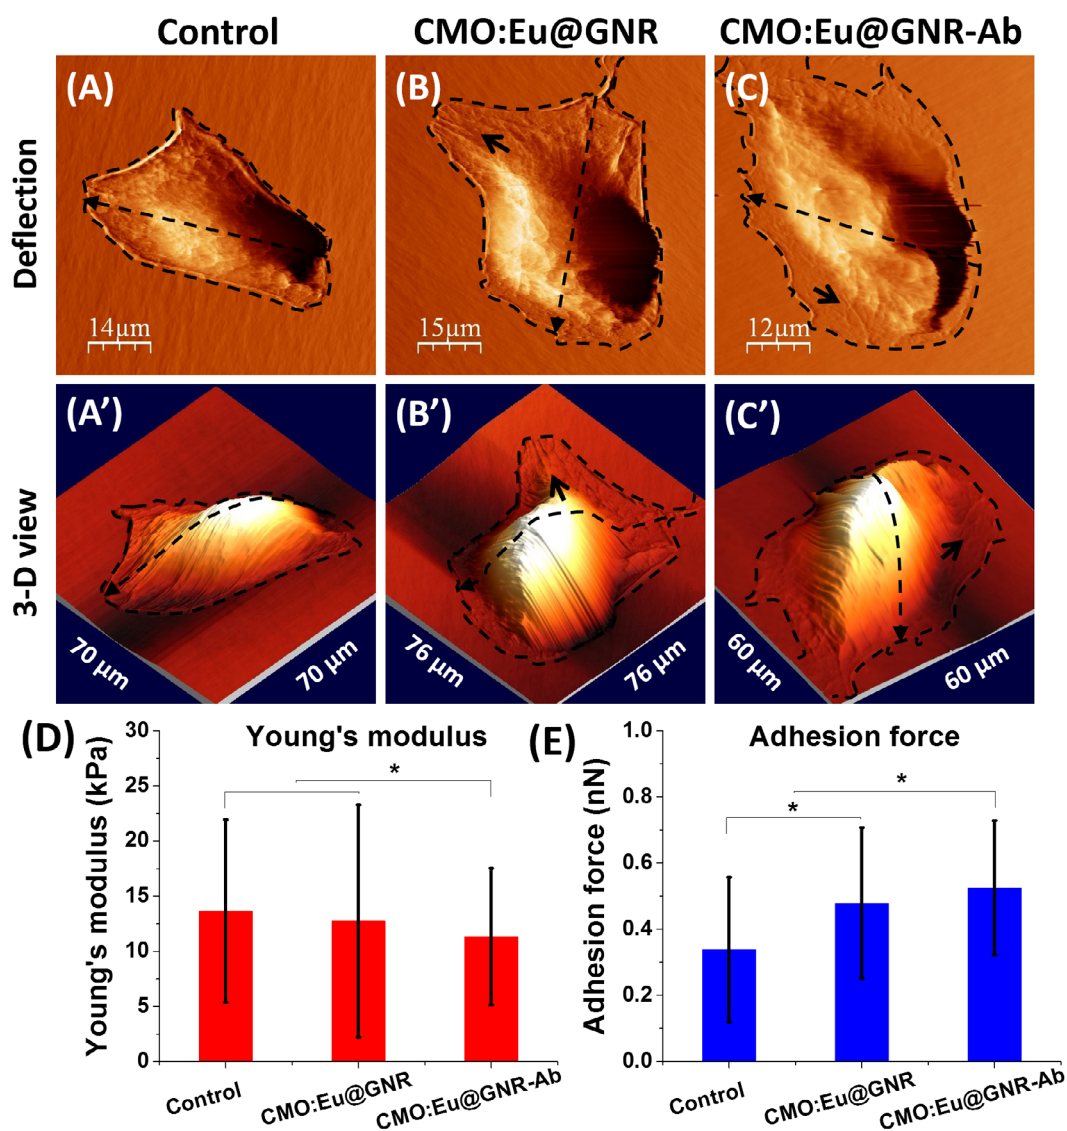 Control
CMO:Eu@GNR
CMO:Eu@GNR-Ab
Deflection
(A)
(B)
(C)
14µm
15µm
12µm
3-D view
(A')
(B')
(C')
70 µm
70 µm
76 µm
76 µm
60 µm
60 µm
(D)
Young's modulus
Young's modulus (kPa)
30
25
20
15
10
5
0
*
Control
CMO:Eu@GNR
CMO:Eu@GNR-Ab
(E)
Adhesion force
Adhesion force (nN)
1.0
0.8
0.6
0.4
0.2
0.0
*
*
Control
CMO:Eu@GNR
CMO:Eu@GNR-Ab